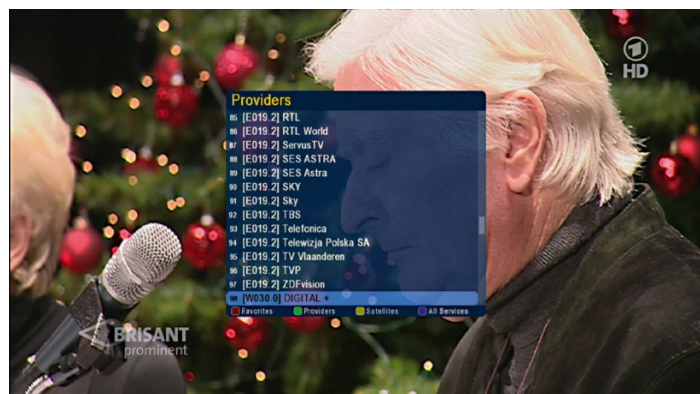 1 HD
Providers
85 [E019.2] RTL
86 [E019.2] RTL World
87 [E019.2] ServusTV
88 [E019.2] SES ASTRA
89 [E019.2] SES Astra
90 [E019.2] SKY
91 [E019.2] Sky
92 [E019.2] TBS
93 [E019.2] Telefonica
94 [E019.2] Telewizja Polska SA
95 [E019.2] TV Vlaanderen
96 [E019.2] TVP
97 [E019.2] ZDFvision
98 [W030.0] DIGITAL +
Favorites Providers Satellites All Services
BRISANT
prominent